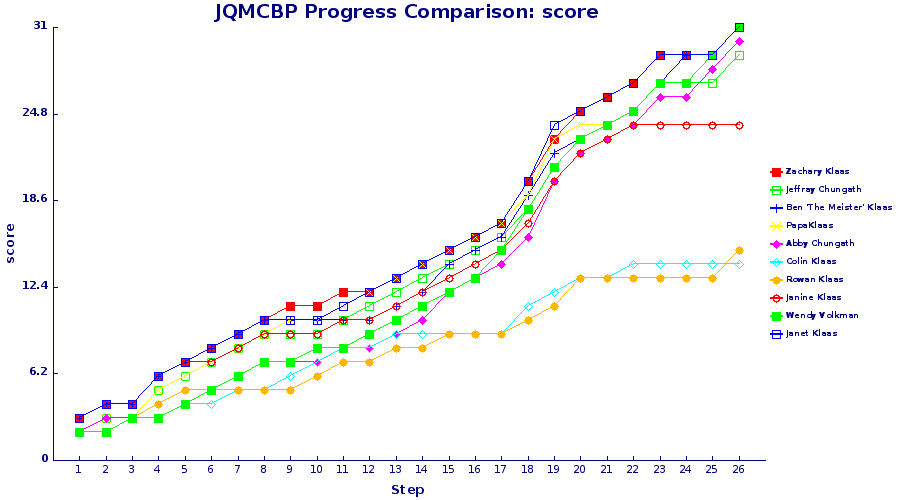 JQMCBP Progress Comparison: score
31
24.8
18.6
12.4
6.2
0
score
1 2 3 4 5 6 7 8 9 10 11 12 13 14 15 16 17 18 19 20 21 22 23 24 25 26
Step
Zachary Klaas
Jeffray Chungath
Ben 'The Meister' Klaas
PapaKlaas
Abby Chungath
Colin Klaas
Rowan Klaas
Janine Klaas
Wendy Volkman
Janet Klaas